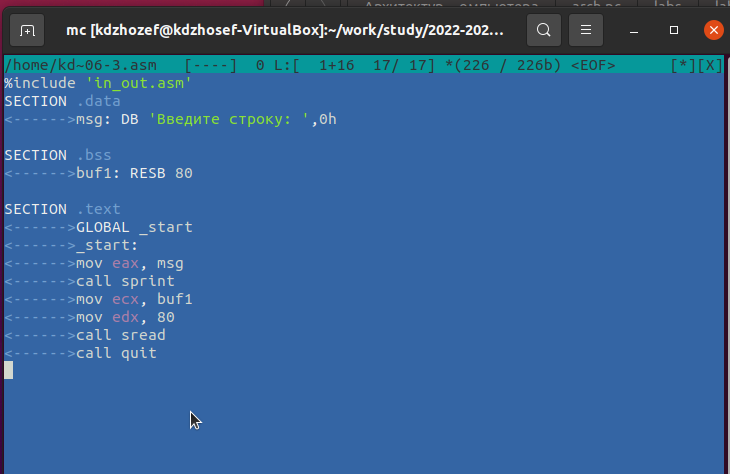 mc [kdzhozef@kdzhosef-VirtualBox]:~/work/study/2022-202...
/home/kd~06-3.asm [----] 0 L:[ 1+16 17/ 17] *(226 / 226b) <EOF> [*][X]
%include 'in_out.asm'
SECTION .data
<------>msg: DB 'Введите строку: ',0h
SECTION .bss
<------>buf1: RESB 80
SECTION .text
<------>GLOBAL _start
<------>_start:
<------>mov eax, msg
<------>call sprint
<------>mov ecx, buf1
<------>mov edx, 80
<------>call sread
<------>call quit